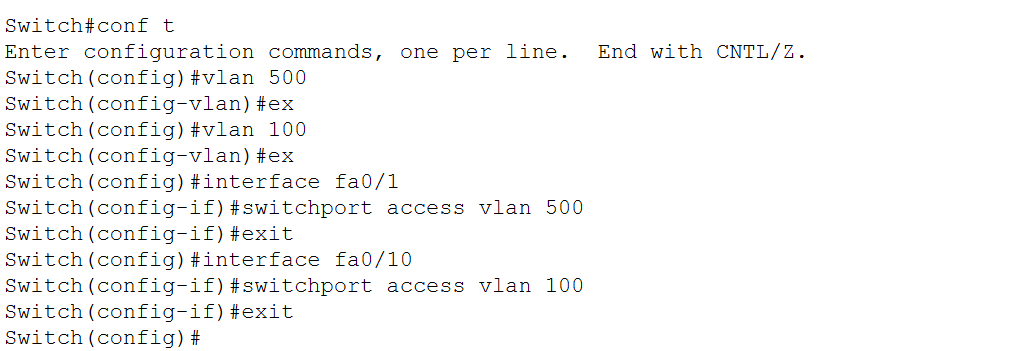 Switch#conf t
Enter configuration commands, one per line.  End with CNTL/Z.
Switch(config)#vlan 500
Switch(config-vlan)#ex
Switch(config)#vlan 100
Switch(config-vlan)#ex
Switch(config)#interface fa0/1
Switch(config-if)#switchport access vlan 500
Switch(config-if)#exit
Switch(config)#interface fa0/10
Switch(config-if)#switchport access vlan 100
Switch(config-if)#exit
Switch(config)#